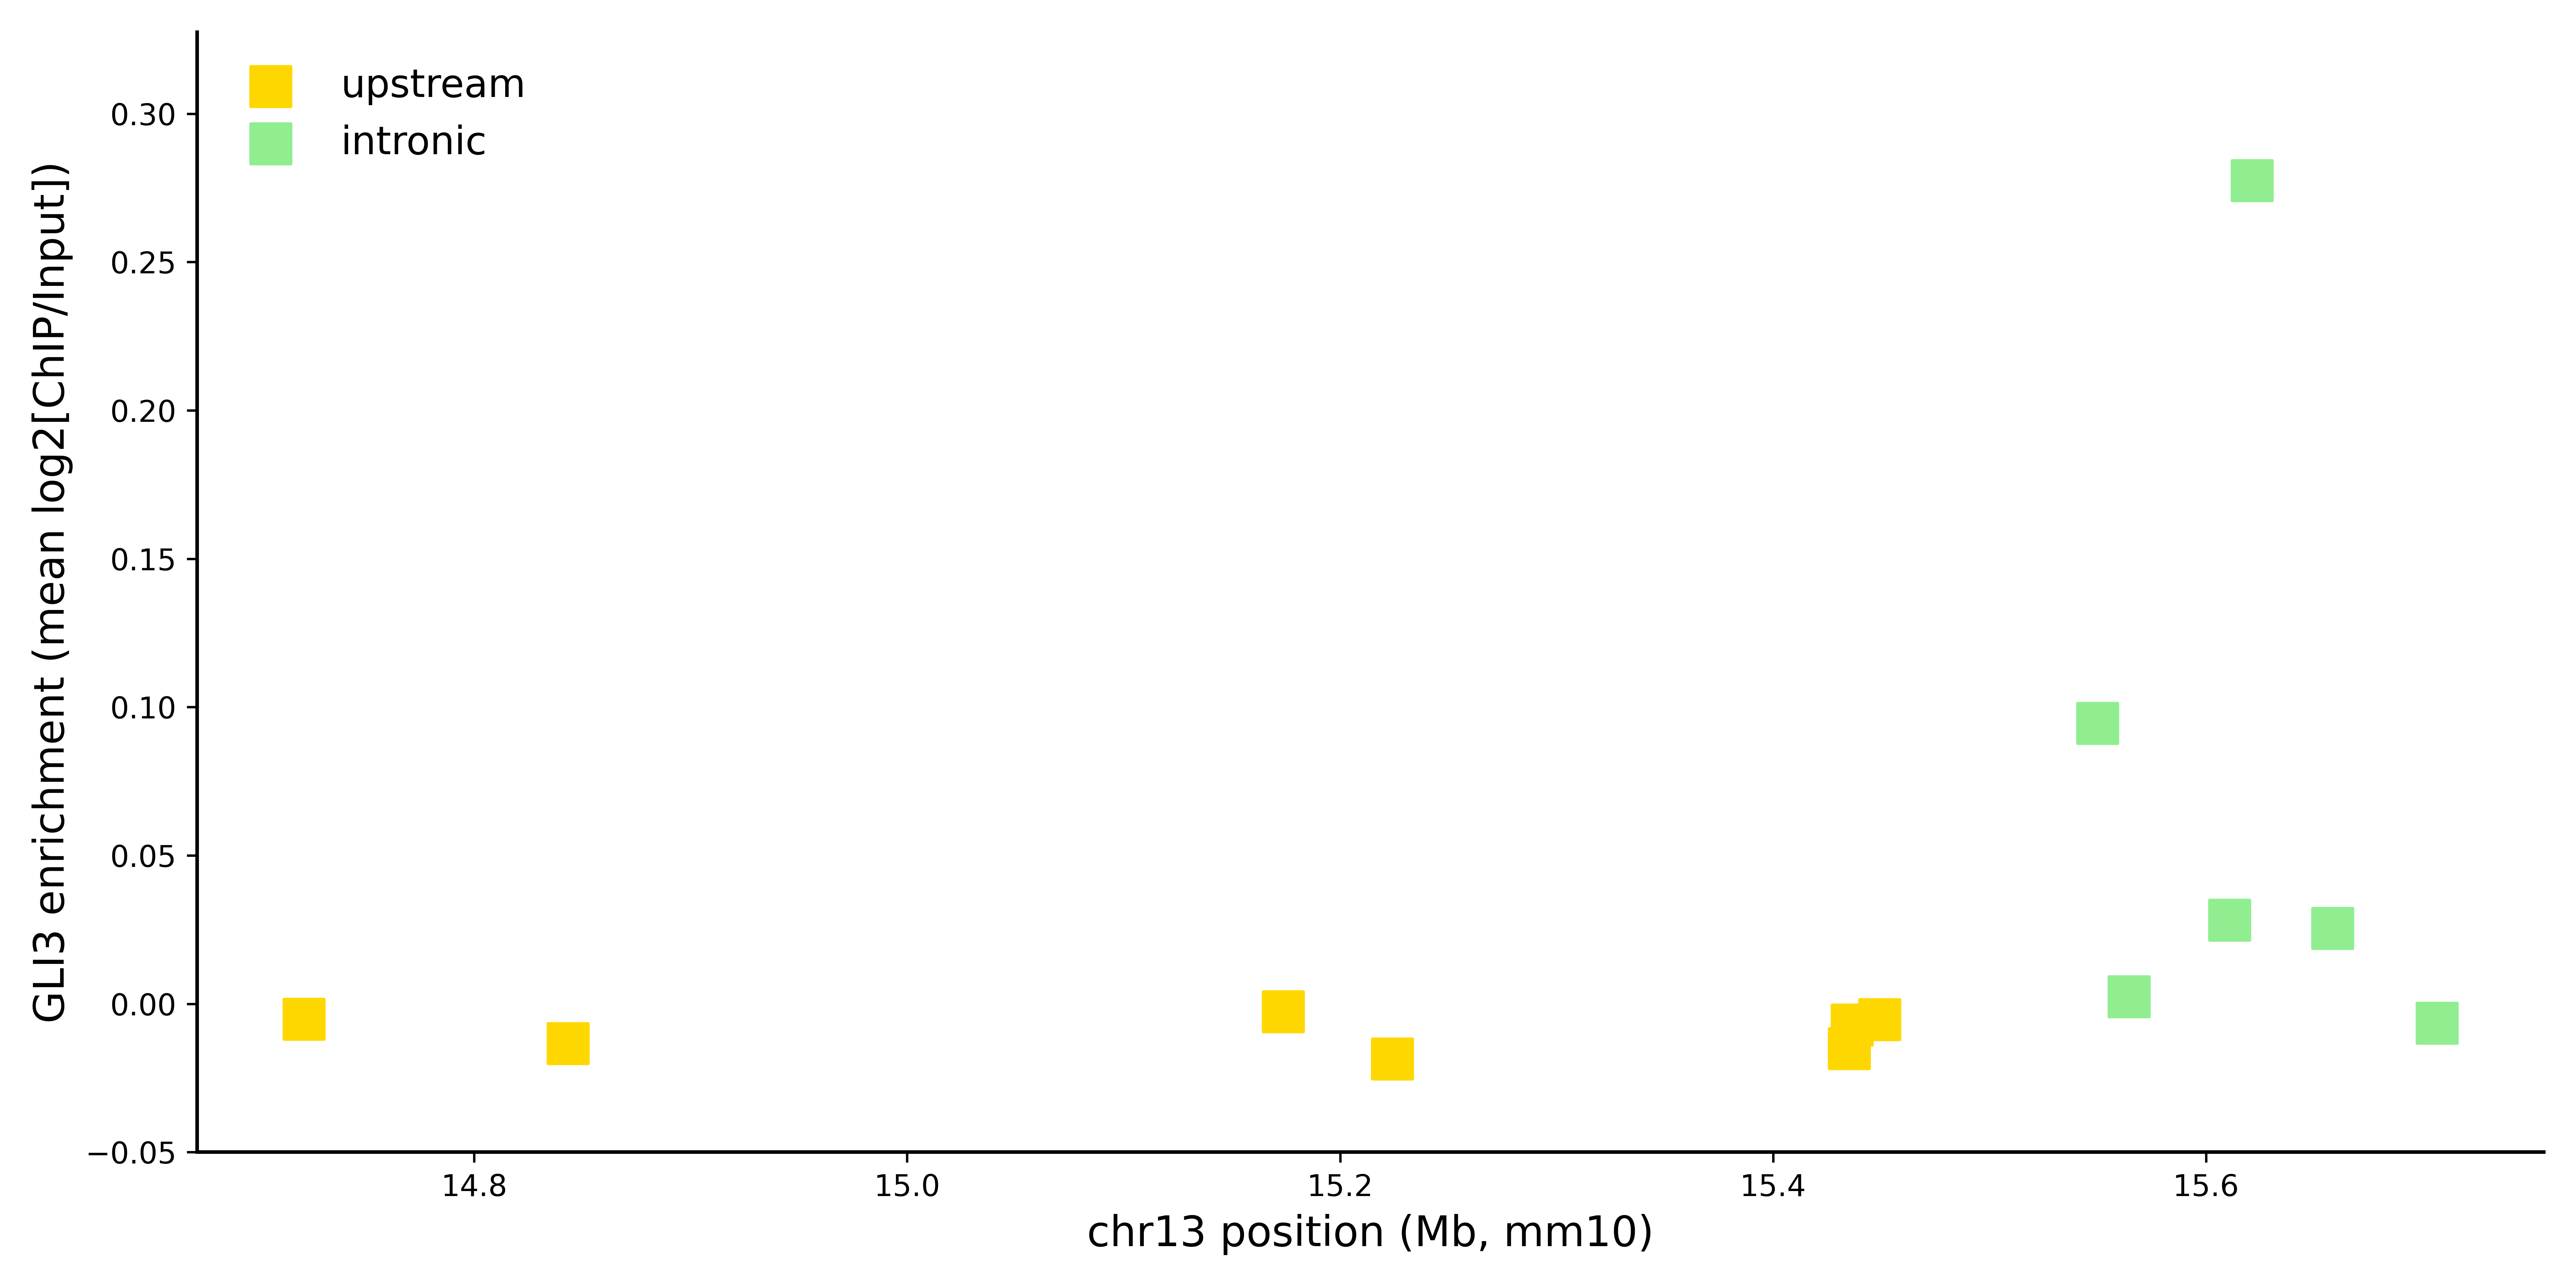 upstream
intronic
GLI3 enrichment (mean log2[ChIP/Input])
0.30
0.25
0.20
0.15
0.10
0.05
0.00
−0.05
14.8 15.0 15.2 15.4 15.6
chr13 position (Mb, mm10)